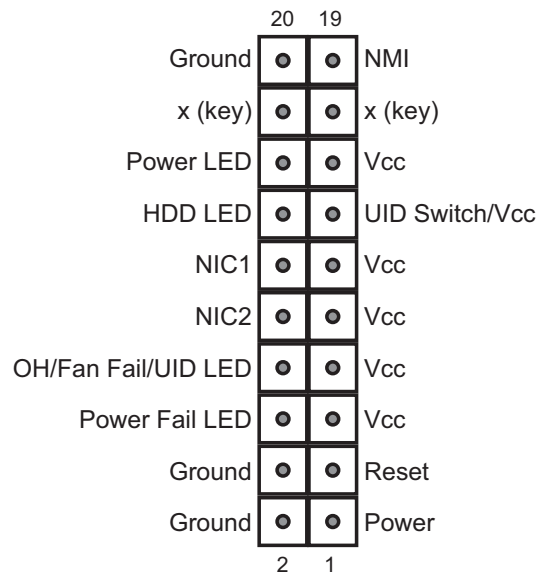 20 19
Ground NMI
x (key) x (key)
Power LED Vcc
HDD LED UID Switch/Vcc
NIC1 Vcc
NIC2 Vcc
OH/Fan Fail/UID LED Vcc
Power Fail LED Vcc
Ground Reset
Ground Power
2 1